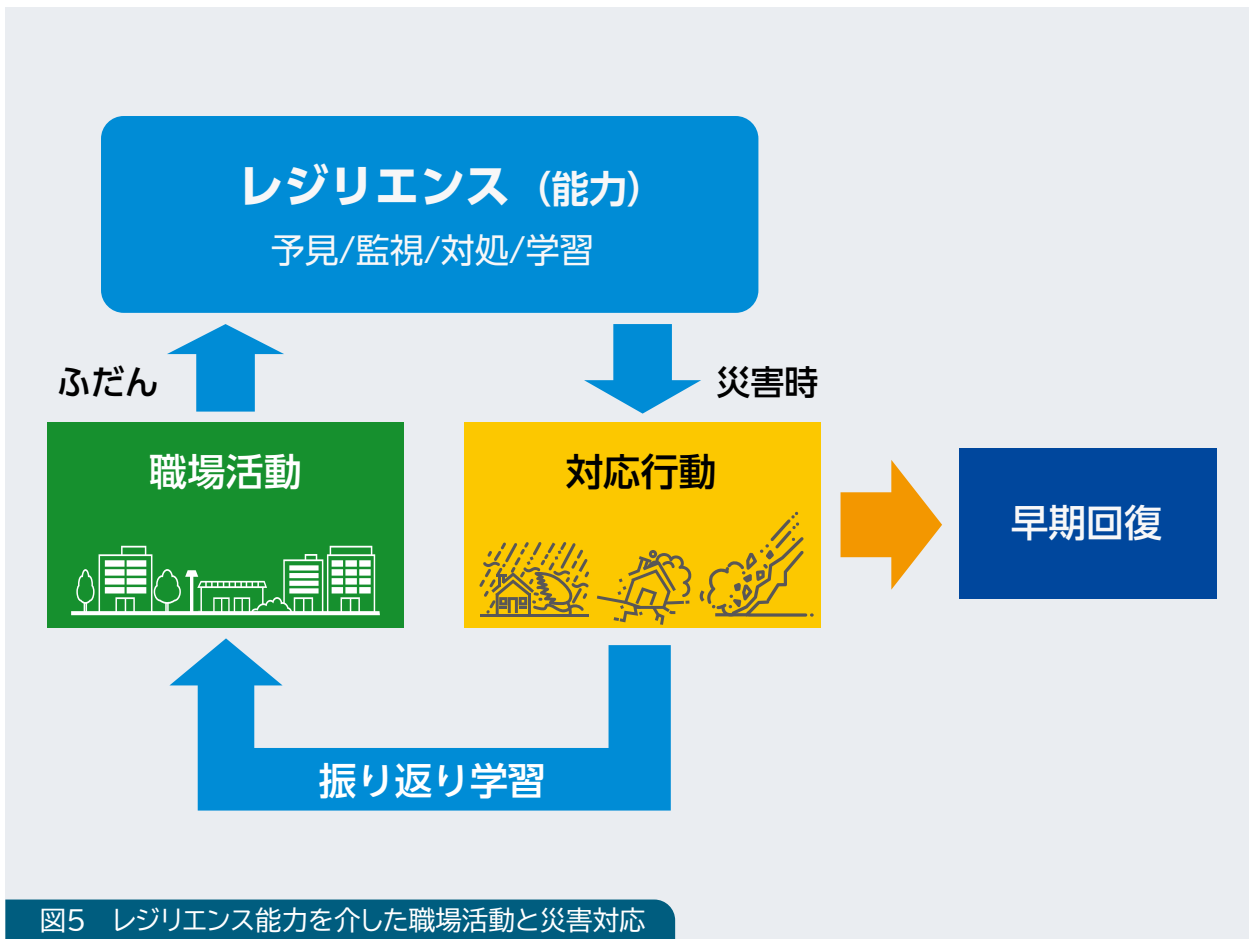 レジリエンス（能力）
予見/監視/対処/学習
ふだん
災害時
職場活動
対応行動
早期回復
振り返り学習
図5　レジリエンス能力を介した職場活動と災害対応